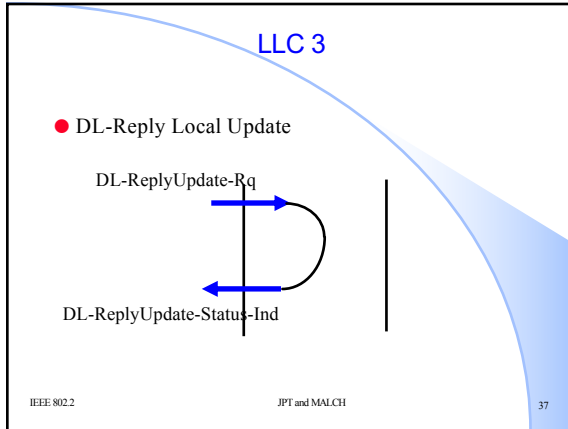 LLC 3
DL-Reply Local Update
DL-ReplyUpdate-Rq
DL-ReplyUpdate-Status-Ind
IEEE 802.2
JPT and MALCH
37